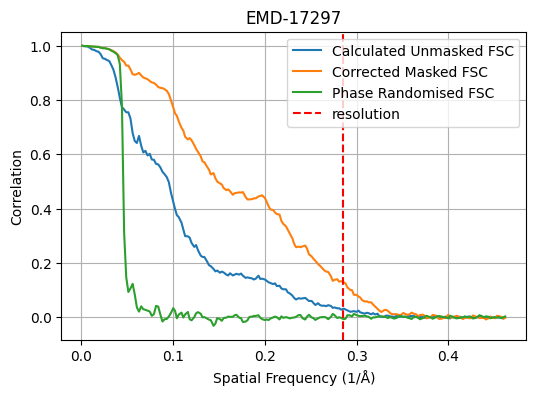 EMD-17297
Calculated Unmasked FSC
Corrected Masked FSC
Phase Randomised FSC
resolution
Correlation
1.0
0.8
0.6
0.4
0.2
0.0
0.0 0.1 0.2 0.3 0.4
Spatial Frequency (1/Å)